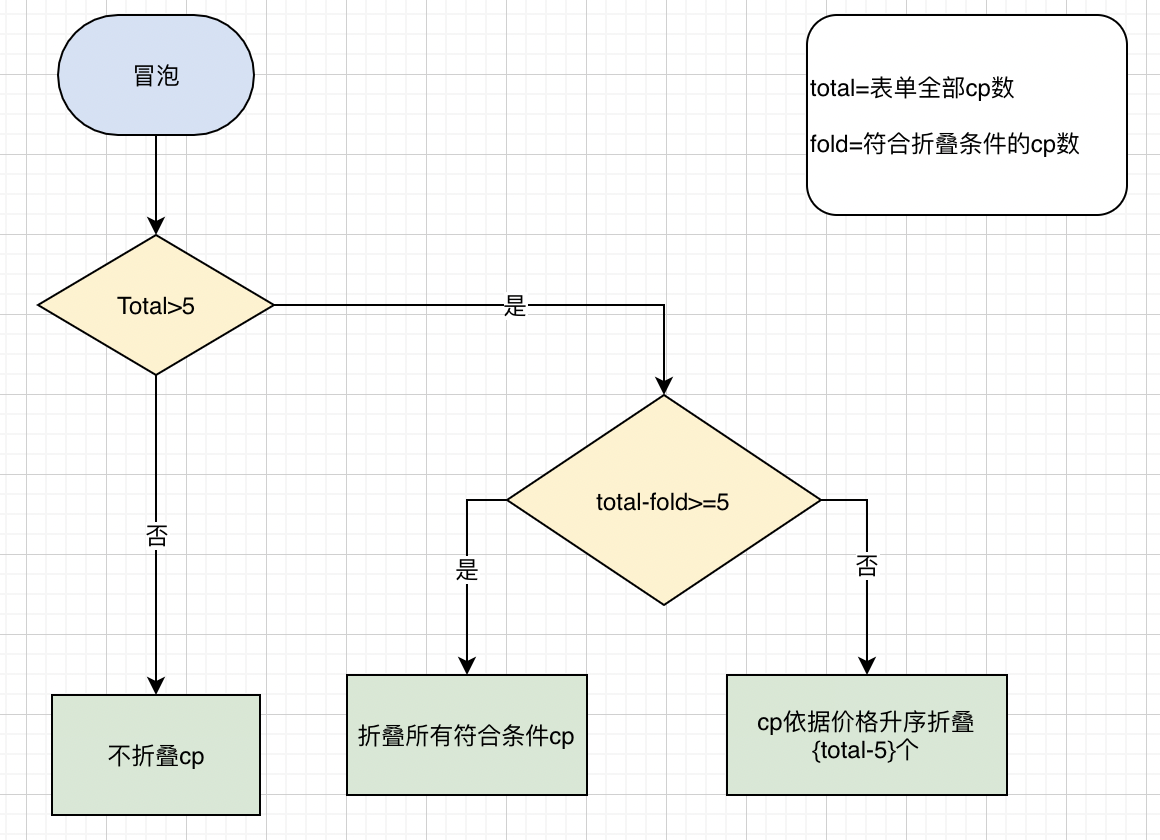 冒泡
total=表单全部cp数
fold=符合折叠条件的cp数
Total>5
是
total-fold>=5
否
是
否
不折叠cp
折叠所有符合条件cp
cp依据价格升序折叠
{total-5}个